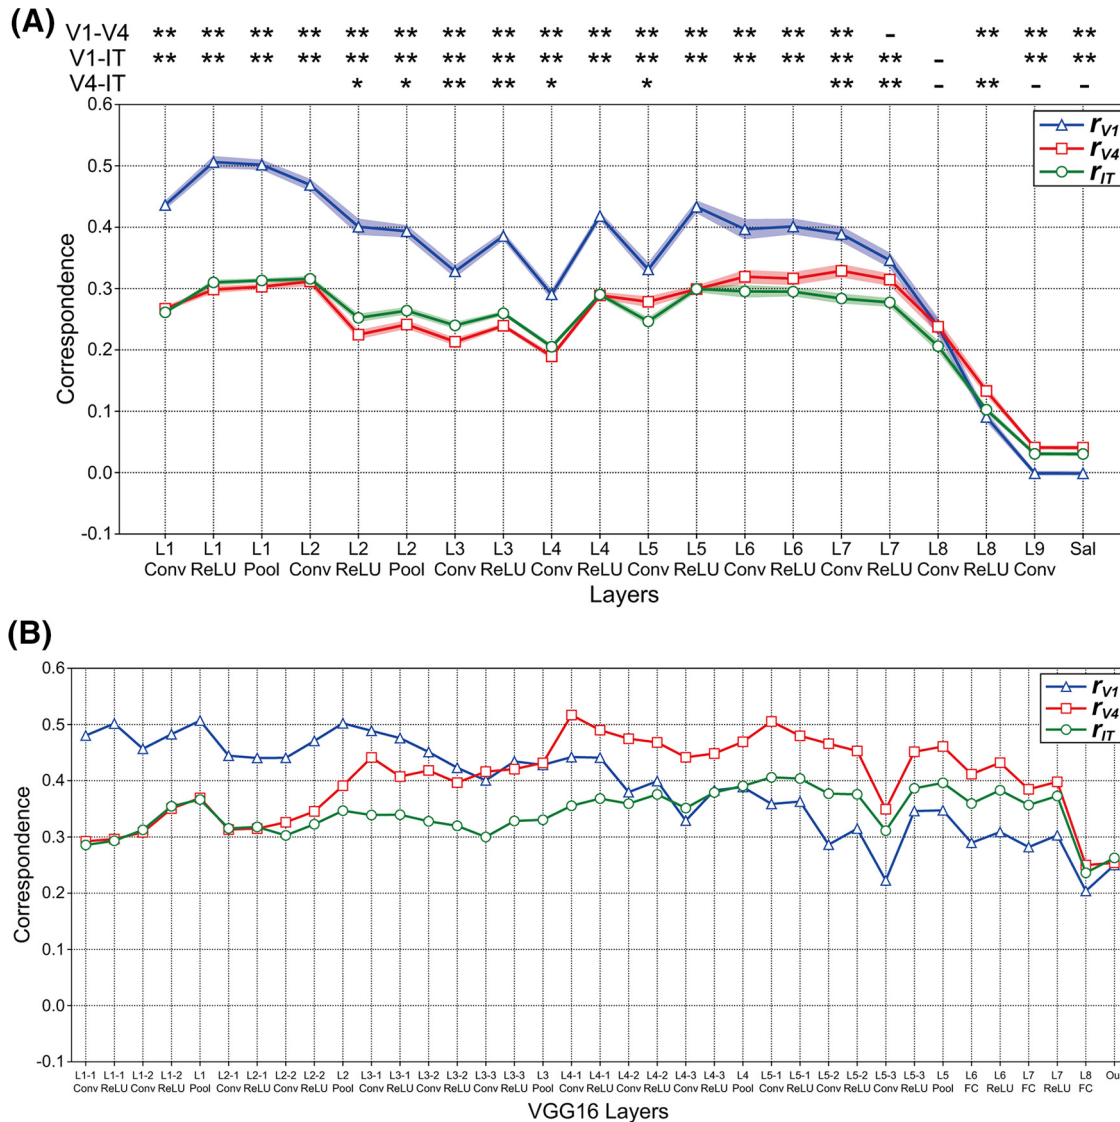 (A)
V1-V4 ** ** ** ** ** ** ** ** ** ** ** ** ** ** ** - ** ** **
V1-IT ** ** ** ** ** ** ** ** ** ** ** ** ** ** ** ** - ** **
V4-IT * * ** ** * * ** ** - ** - -
0.6
0.5
0.4
0.3
0.2
0.1
0.0
-0.1
Correspondence
rV1
rV4
rIT
L1 L1 L1 L2 L2 L2 L3 L3 L4 L4 L5 L5 L6 L6 L7 L7 L8 L8 L9 Sal
Conv ReLU Pool Conv ReLU Pool Conv ReLU Conv ReLU Conv ReLU Conv ReLU Conv ReLU Conv ReLU Conv
Layers
(B)
0.6
0.5
0.4
0.3
0.2
0.1
0.0
-0.1
Correspondence
rV1
rV4
rIT
L1-1 L1-1 L1-2 L1-2 L1 L2-1 L2-1 L2-2 L2-2 L2 L3-1 L3-1 L3-2 L3-2 L3-3 L3-3 L3 L4-1 L4-1 L4-2 L4-2 L4-3 L4-3 L4 L5-1 L5-1 L5-2 L5-2 L5-3 L5-3 L5 L6 L6 L7 L7 L8 Ou
Conv ReLU Conv ReLU Pool Conv ReLU Conv ReLU Pool Conv ReLU Conv ReLU Conv ReLU Pool Conv ReLU Conv ReLU Conv ReLU Pool Conv ReLU Conv ReLU Conv ReLU Pool FC ReLU FC ReLU FC
VGG16 Layers